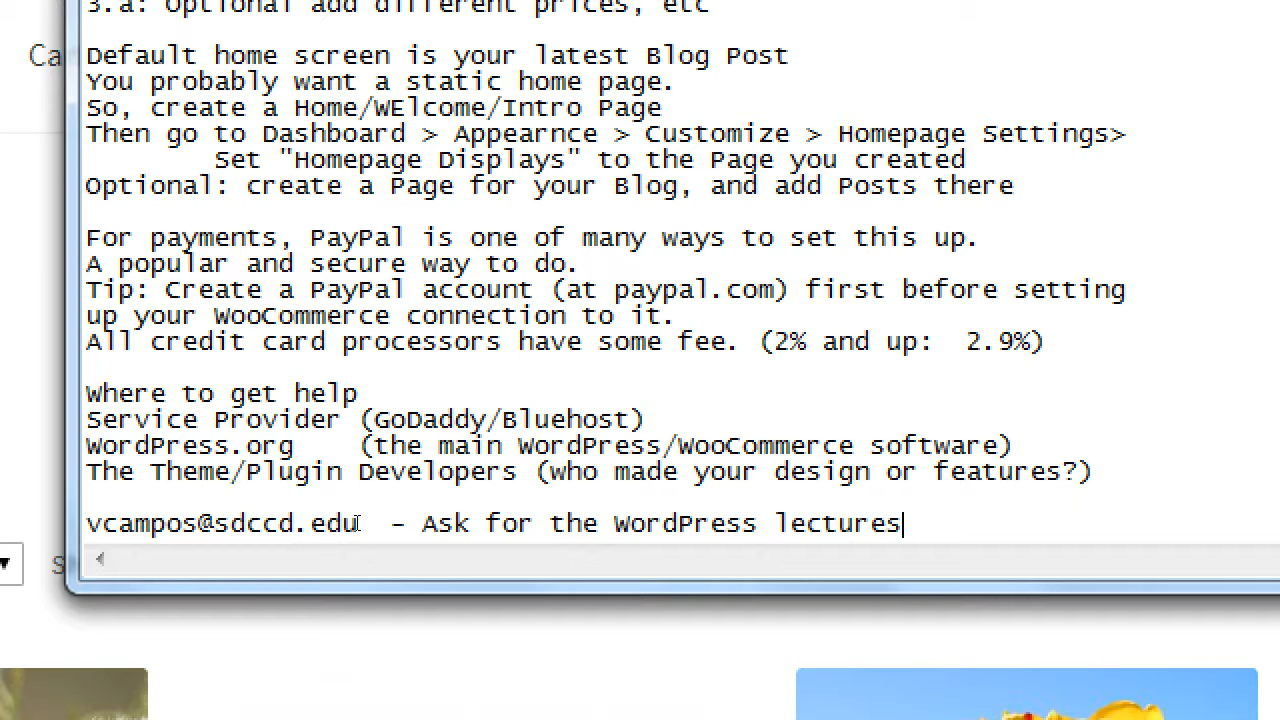 3.a: Optional add different prices, etc
Default home screen is your latest Blog Post
You probably want a static home page.
So, create a Home/WElcome/Intro Page
Then go to Dashboard > Appearnce > Customize > Homepage Settings>
Set "Homepage Displays" to the Page you created
Optional: create a Page for your Blog, and add Posts there
For payments, PayPal is one of many ways to set this up.
A popular and secure way to do.
Tip: Create a PayPal account (at paypal.com) first before setting
up your WooCommerce connection to it.
All credit card processors have some fee. (2% and up:  2.9%)
Where to get help
Service Provider (GoDaddy/Bluehost)
WordPress.org    (the main WordPress/WooCommerce software)
The Theme/Plugin Developers (who made your design or features?)
vcampos@sdccd.edu  - Ask for the WordPress lectures